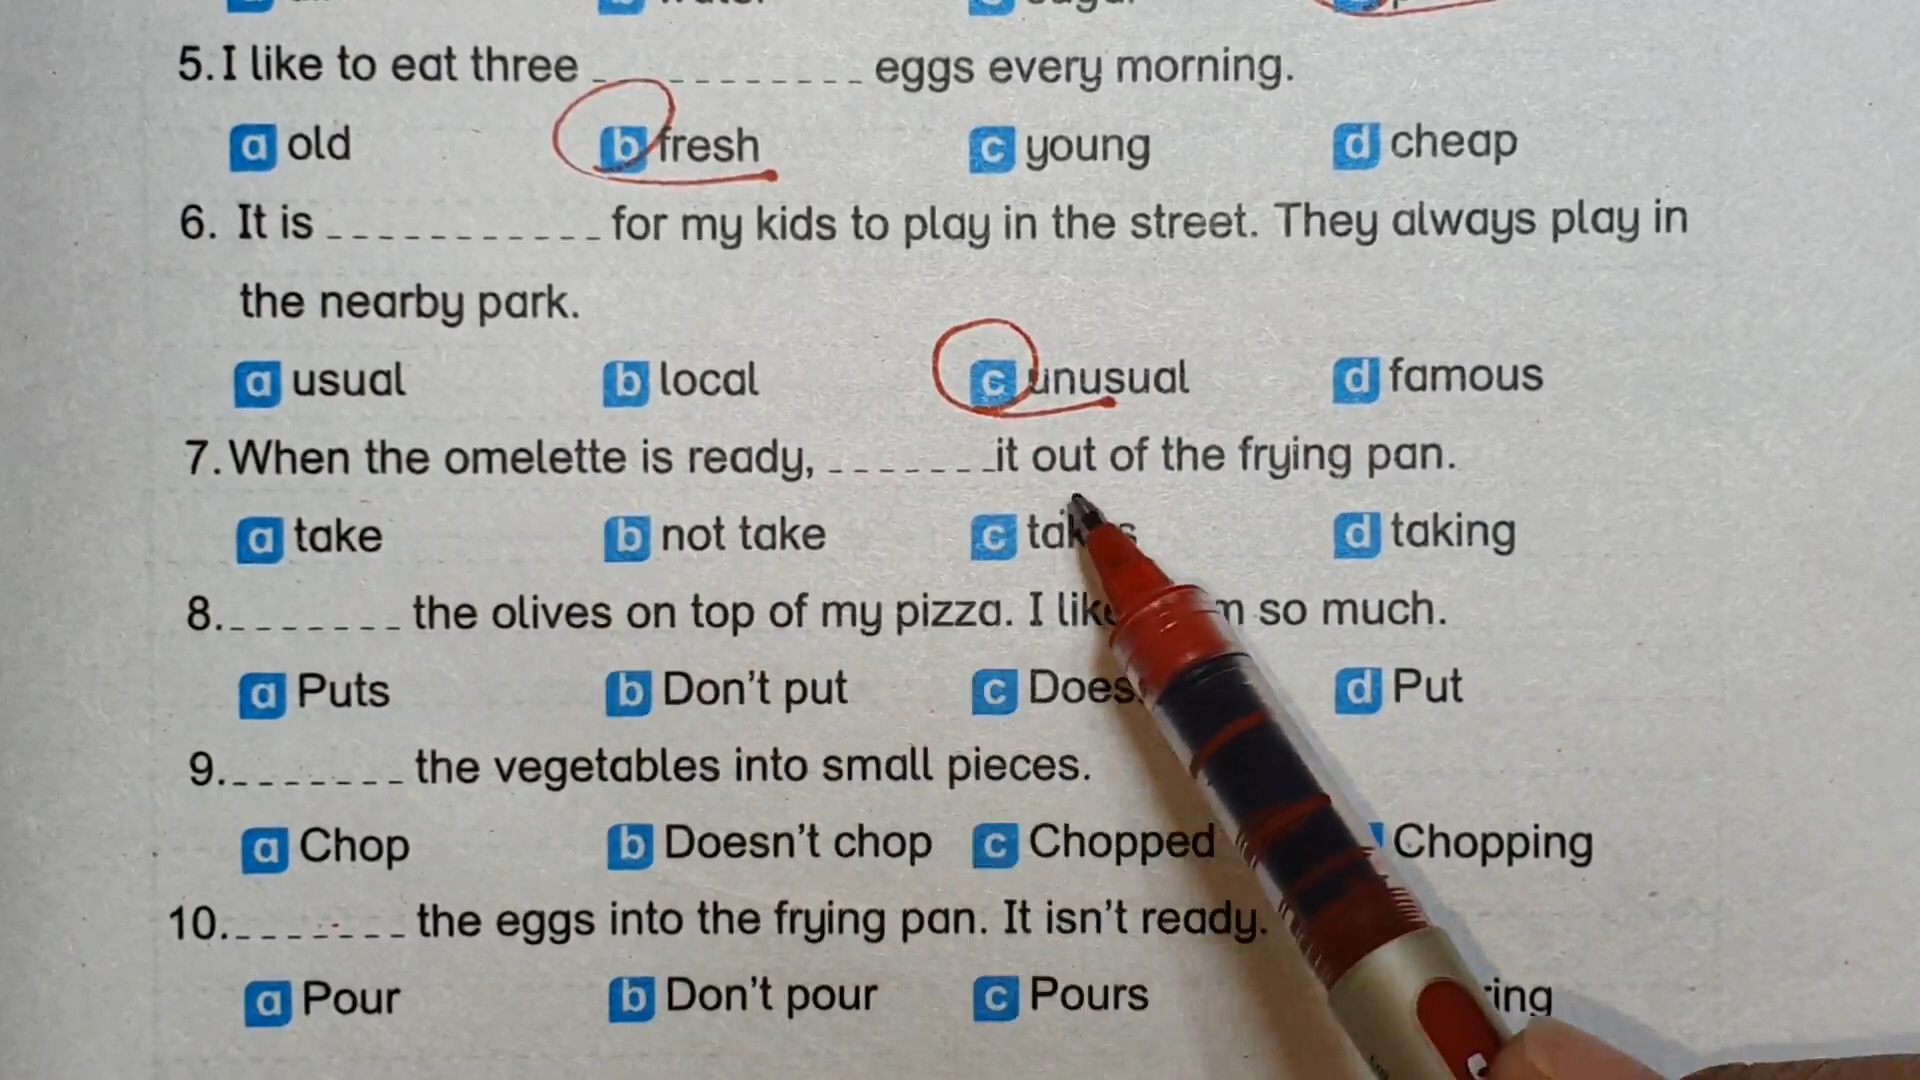 5. I like to eat three ___________ eggs every morning.
a old b fresh c young d cheap
6. It is ___________ for my kids to play in the street. They always play in
the nearby park.
a usual b local c unusual d famous
7. When the omelette is ready, _______ it out of the frying pan.
a take b not take c d taking
8. _______ the olives on top of my pizza. I so much.
a Puts b Don't put c d Put
9. _______ the vegetables into small pieces.
a Chop b Doesn't chop c Chopped Chopping
10. _______ the eggs into the frying pan. It isn't ready.
a Pour b Don't pour c Pours